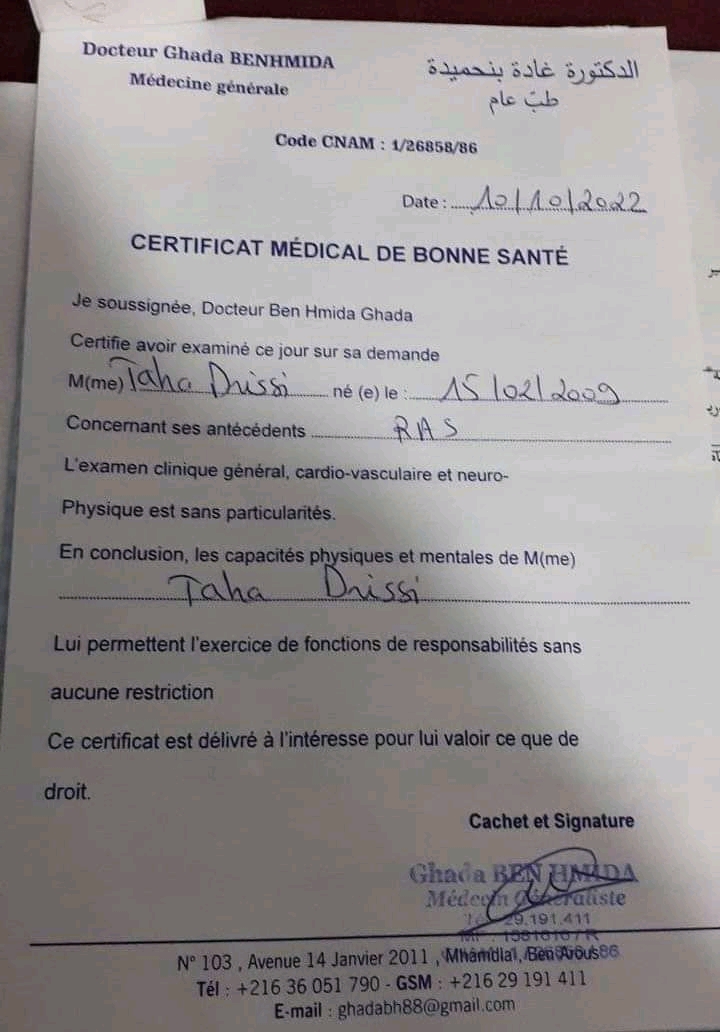 Docteur Ghada BENHMIDA
Médecine générale
الدكتورة غادة بنحميدة
طبّ عام
Code CNAM : 1/26858/86
Date : 10/10/2022
CERTIFICAT MÉDICAL DE BONNE SANTÉ
Je soussignée, Docteur Ben Hmida Ghada
Certifie avoir examiné ce jour sur sa demande
M(me) Taha Drissi né (e) le : 15/02/2009
Concernant ses antécédents RAS
L'examen clinique général, cardio-vasculaire et neuro-
Physique est sans particularités.
En conclusion, les capacités physiques et mentales de M(me)
Taha Drissi
Lui permettent l'exercice de fonctions de responsabilités sans
aucune restriction
Ce certificat est délivré à l'intéresse pour lui valoir ce que de
droit.
Cachet et Signature
Ghada BEN HMIDA
Médecin Généraliste
29.191.411
N° 103 , Avenue 14 Janvier 2011 , Mhamdia, Ben Arous
Tél : +216 36 051 790 - GSM : +216 29 191 411
E-mail : ghadabh88@gmail.com